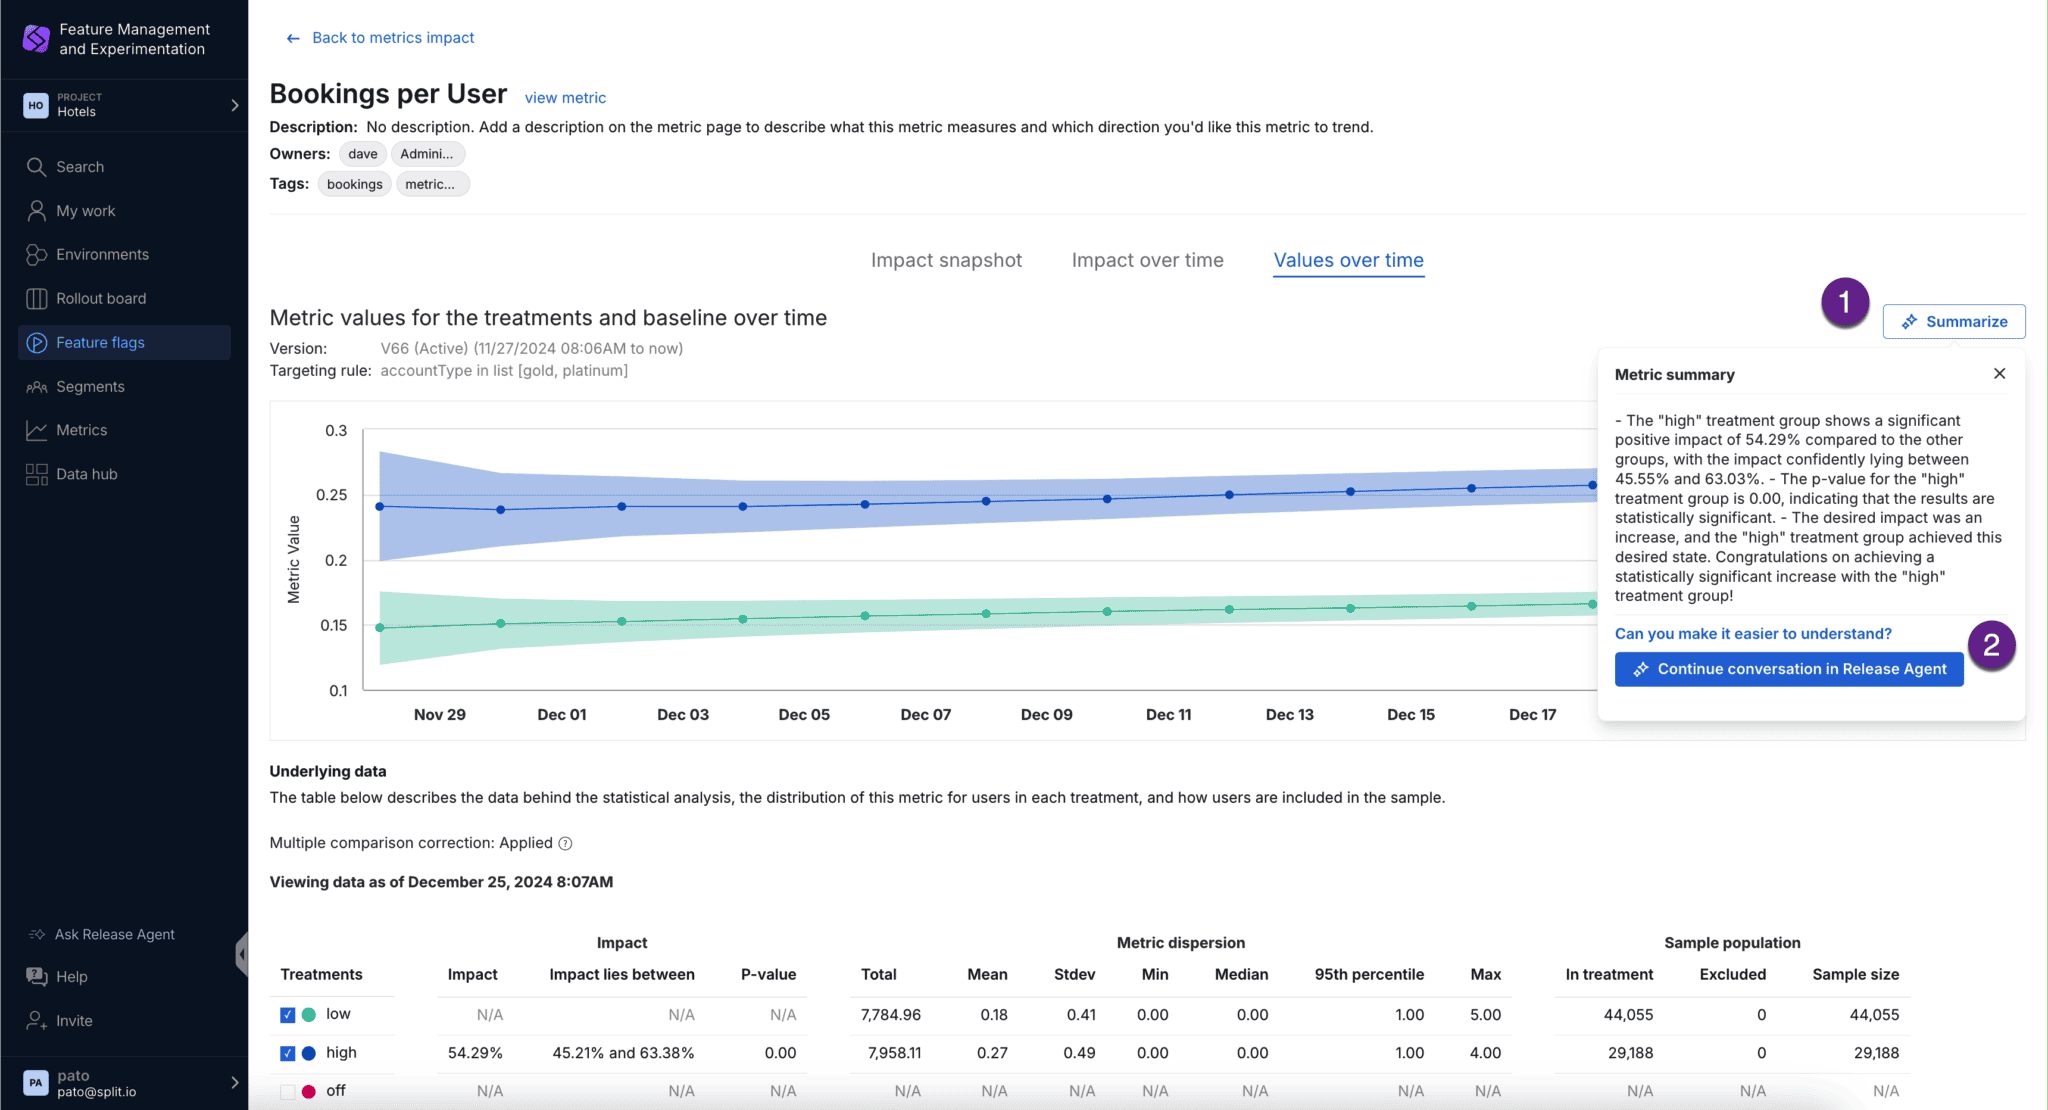 Feature Management
and Experimentation
HO
PROJECT
Hotels
Search
My work
Environments
Rollout board
Feature flags
Segments
Metrics
Data hub
Ask Release Agent
Help
Invite
PA
pato
pato@split.io
← Back to metrics impact
Bookings per User view metric
Description: No description. Add a description on the metric page to describe what this metric measures and which direction you'd like this metric to trend.
Owners: dave Admini...
Tags: bookings metric...
Impact snapshot Impact over time Values over time
1
Summarize
Metric values for the treatments and baseline over time
Version: V66 (Active) (11/27/2024 08:06AM to now)
Targeting rule: accountType in list [gold, platinum]
Metric Value
0.3
0.25
0.2
0.15
0.1
Nov 29 Dec 01 Dec 03 Dec 05 Dec 07 Dec 09 Dec 11 Dec 13 Dec 15 Dec 17
Metric summary
- The "high" treatment group shows a significant
positive impact of 54.29% compared to the other
groups, with the impact confidently lying between
45.55% and 63.03%. - The p-value for the "high"
treatment group is 0.00, indicating that the results are
statistically significant. - The desired impact was an
increase, and the "high" treatment group achieved this
desired state. Congratulations on achieving a
statistically significant increase with the "high"
treatment group!
Can you make it easier to understand?
2
Continue conversation in Release Agent
Underlying data
The table below describes the data behind the statistical analysis, the distribution of this metric for users in each treatment, and how users are included in the sample.
Multiple comparison correction: Applied ?
Viewing data as of December 25, 2024 8:07AM
Impact Metric dispersion Sample population
Treatments Impact Impact lies between P-value Total Mean Stdev Min Median 95th percentile Max In treatment Excluded Sample size
low N/A N/A N/A 7,784.96 0.18 0.41 0.00 0.00 1.00 5.00 44,055 0 44,055
high 54.29% 45.21% and 63.38% 0.00 7,958.11 0.27 0.49 0.00 0.00 1.00 4.00 29,188 0 29,188
off N/A N/A N/A N/A N/A N/A N/A N/A N/A N/A N/A N/A N/A